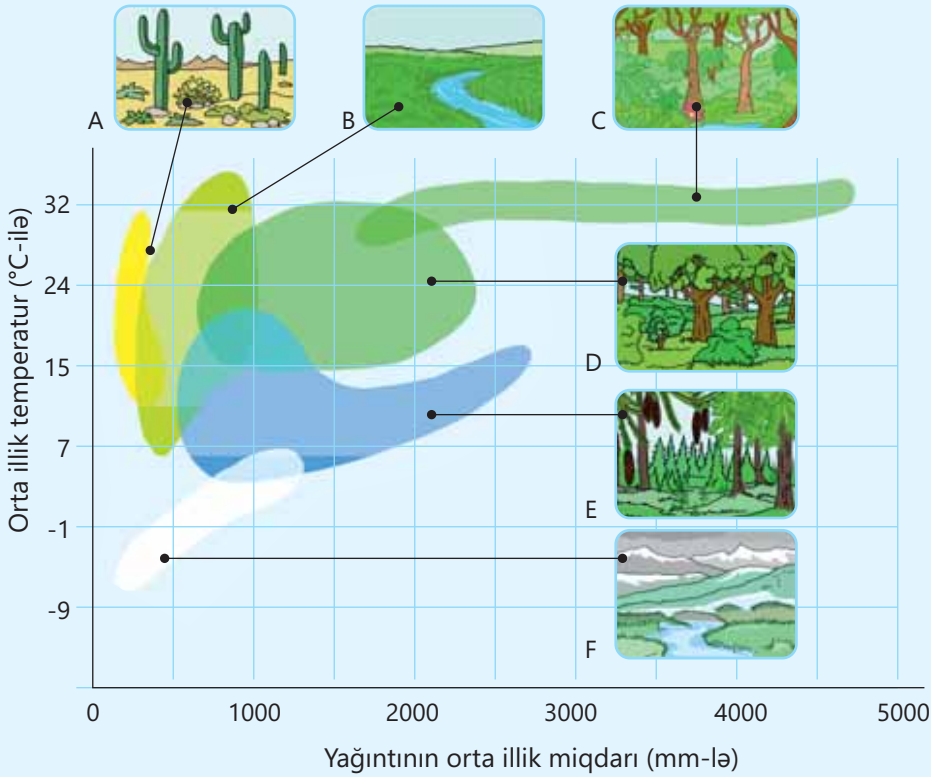 A
B
C
32
24
15
7
-1
-9
Orta illik temperatur (°C-ilə)
D
E
F
0
1000
2000
3000
4000
5000
Yağıntının orta illik miqdarı (mm-lə)